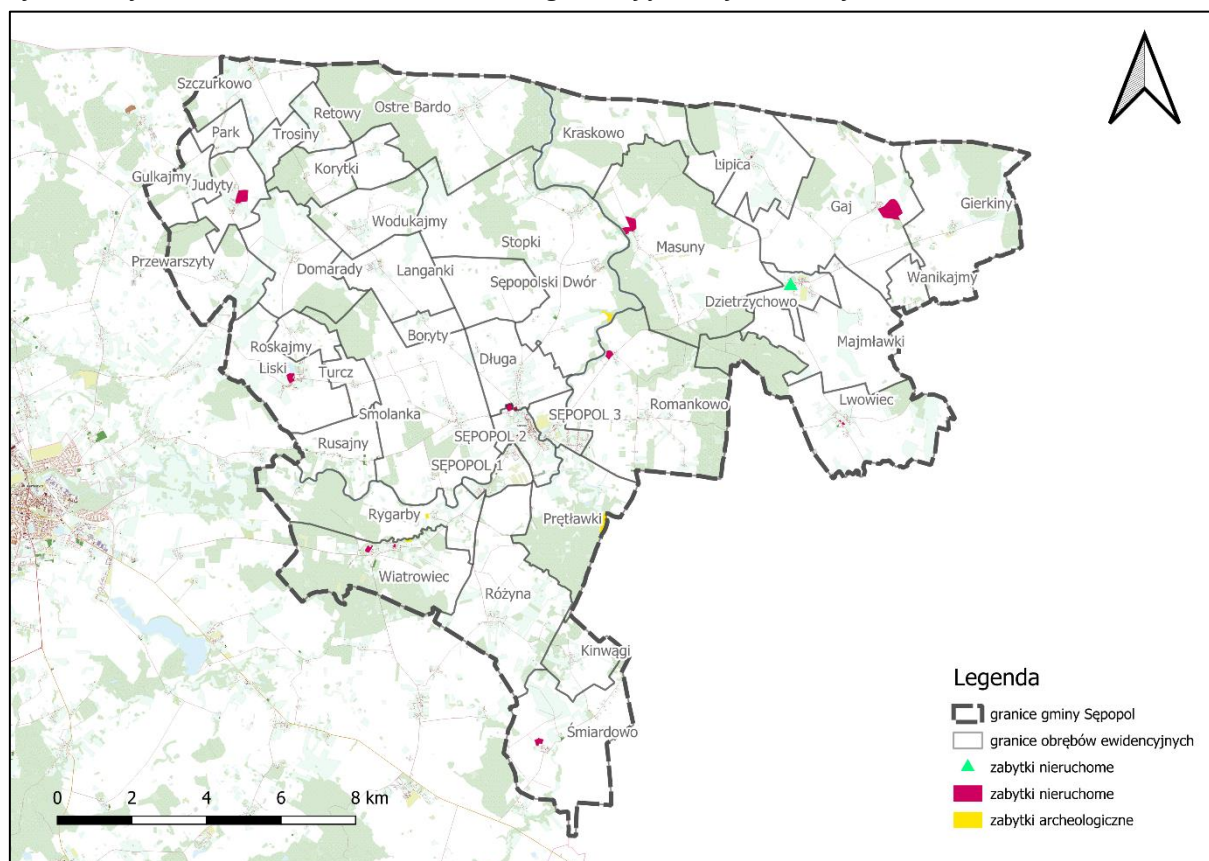 Szczurkowo
Ostre Bardo
Retowy
Park
Trosiny
Kraskowo
Lipica
Korytki
Gulkajmy
Judyty
Gaj
Gierkiny
Wodukajmy
Stopki
Masuny
Przewarszyty
Domarady
Langanki
Sępopolski Dwór
Wanikajmy
Dzietrzychowo
Boryty
Majmławki
Roskajmy
Długa
Liski
Turcz
Lwowiec
Smolanka
Romankowo
SĘPOPOL 3
SĘPOPOL 2
Rusajny
SĘPOPOL 1
Rygarby
Prętławki
Wiatrowiec
Różyna
Kinwągi
Śmiardowo
Legenda
granice gminy Sępopol
granice obrębów ewidencyjnych
zabytki nieruchome
zabytki nieruchome
zabytki archeologiczne
0 2 4 6 8 km